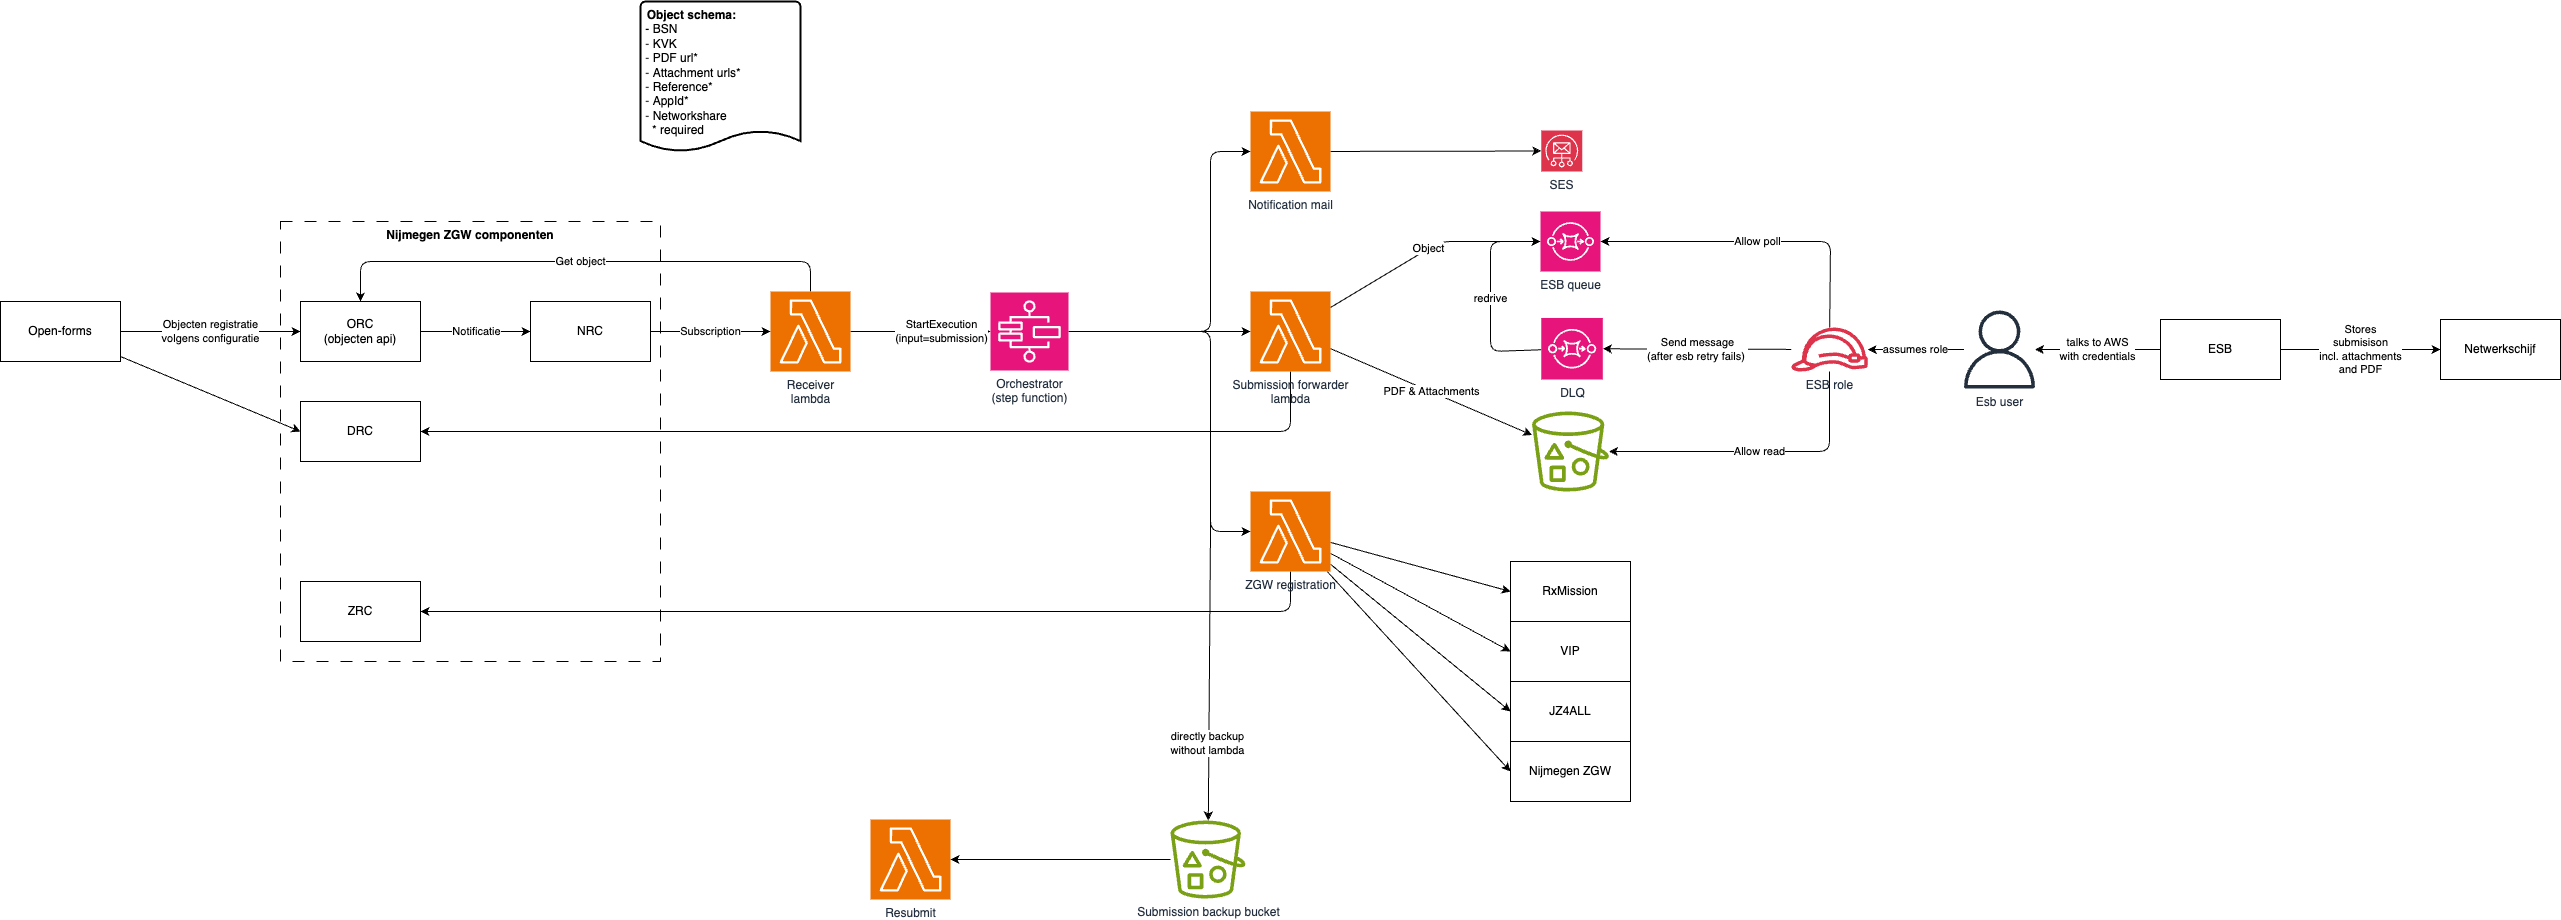 Object schema:
- BSN
- KVK
- PDF url*
- Attachment urls*
- Reference*
- AppId*
- Networkshare
* required
Notification mail
SES
Nijmegen ZGW componenten
Get object
Object
ESB queue
Allow poll
redrive
Open-forms
Objecten registratie
volgens configuratie
ORC
(objecten api)
Notificatie
NRC
Subscription
Receiver
lambda
StartExecution
(input=submission)
Orchestrator
(step function)
Submission forwarder
lambda
PDF & Attachments
DLQ
Send message
(after esb retry fails)
ESB role
assumes role
Esb user
talks to AWS
with credentials
ESB
Stores
submisison
incl. attachments
and PDF
Netwerkschijf
DRC
Allow read
ZGW registration
ZRC
RxMission
VIP
JZ4ALL
Nijmegen ZGW
directly backup
without lambda
Resubmit
Submission backup bucket